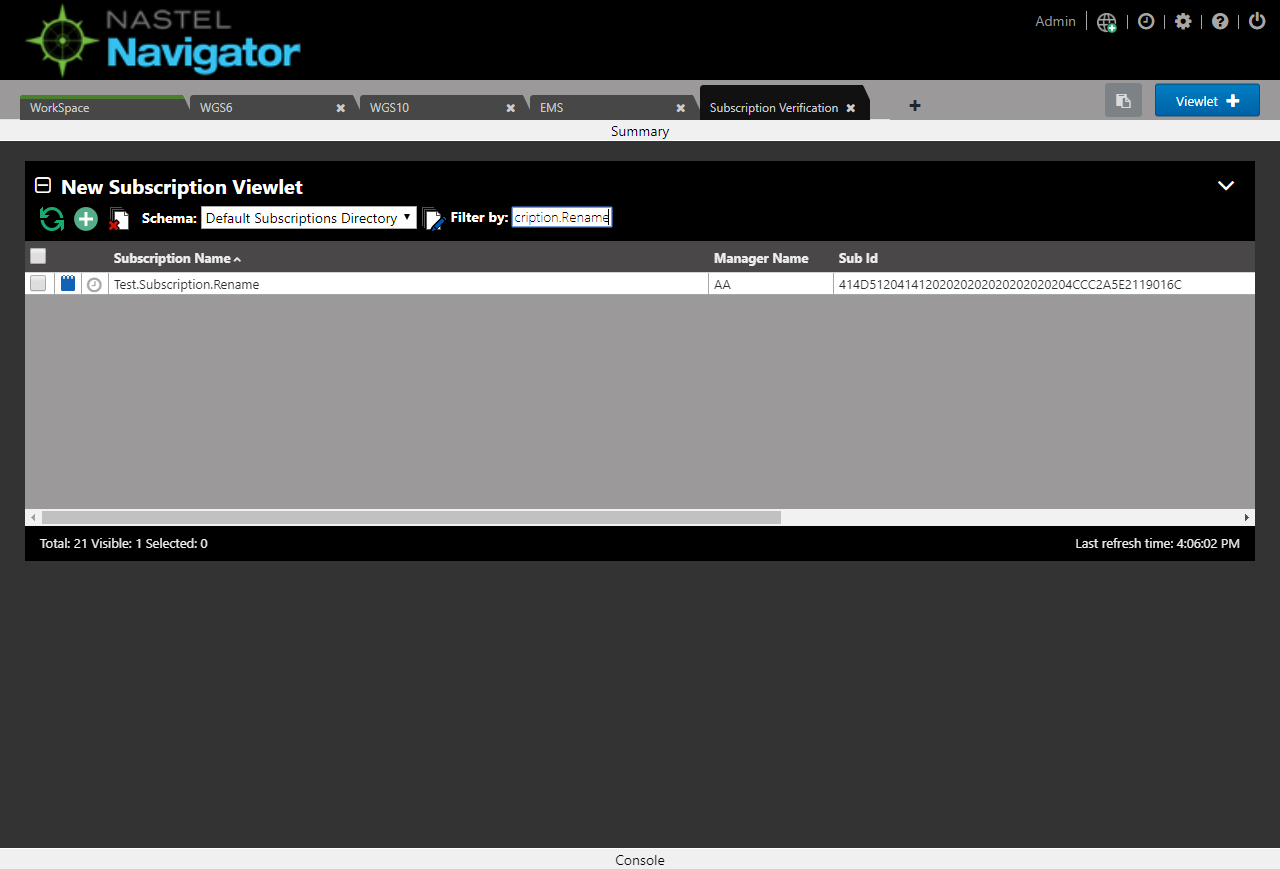 NASTEL
Navigator
Admin
WorkSpace
WGS6
WGS10
EMS
Subscription Verification
Viewlet
Summary
New Subscription Viewlet
Schema: Default Subscriptions Directory Filter by: cription.Rename
Subscription Name Manager Name Sub Id
Test.Subscription.Rename AA 414D5120414120202020202020202020204CCC2A5E2119016C
Total: 21 Visible: 1 Selected: 0 Last refresh time: 4:06:02 PM
Console